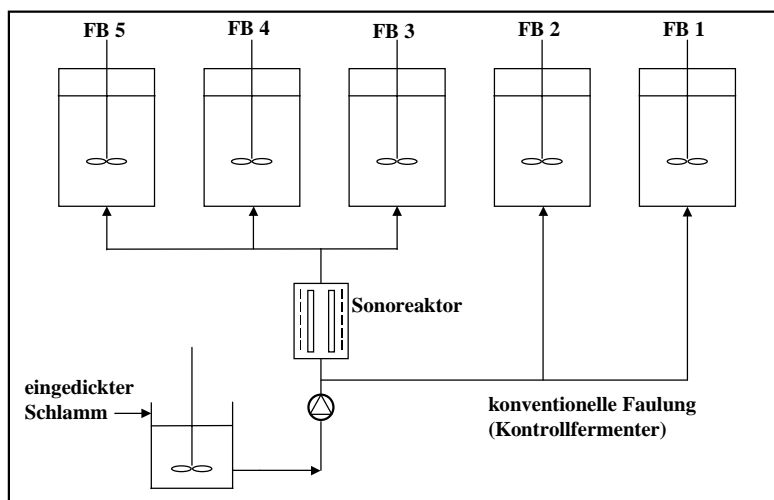 FB 5
FB 4
FB 3
FB 2
FB 1
Sonoreaktor
eingedickter
Schlamm
konventionelle Faulung
(Kontrollfermenter)